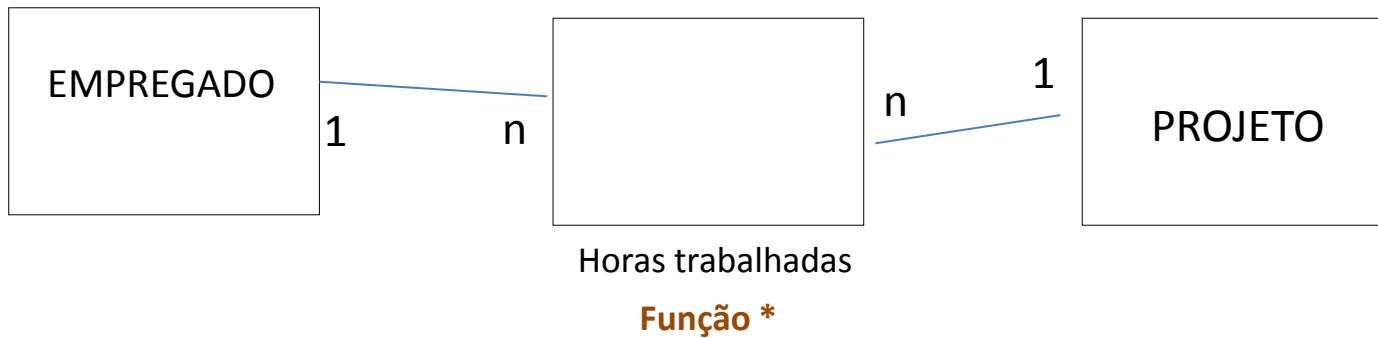 EMPREGADO
1
n
n
1
PROJETO
Horas trabalhadas
Função *